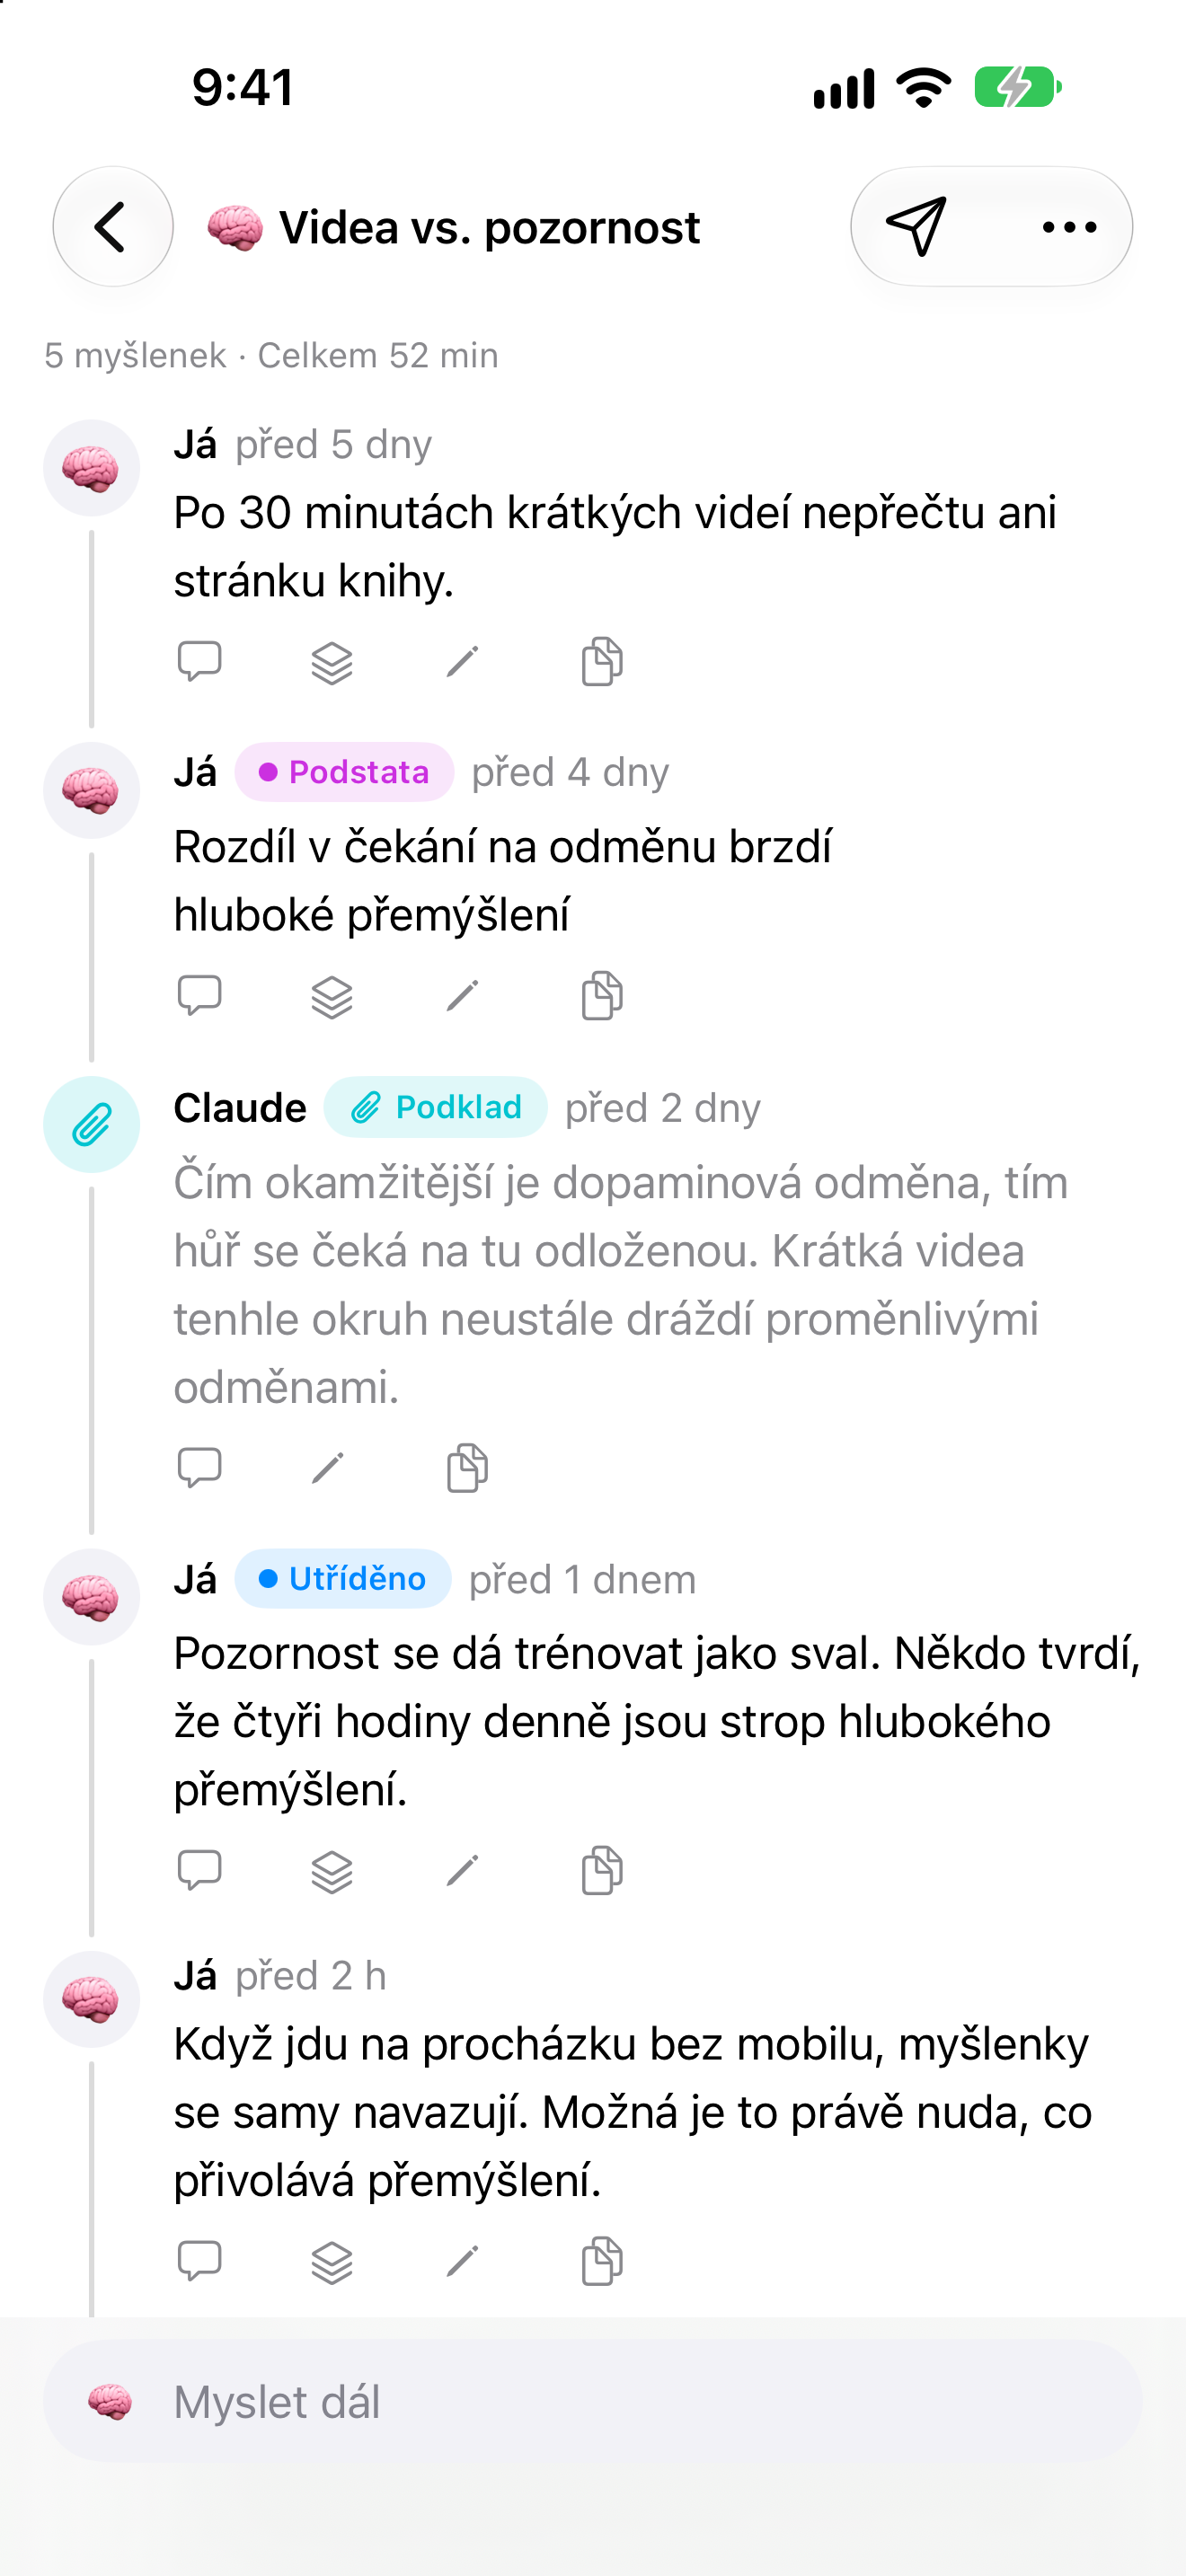 9:41
🧠 Videa vs. pozornost
5 myšlenek · Celkem 52 min
Já před 5 dny
Po 30 minutách krátkých videí nepřečtu ani
stránku knihy.
Já Podstata před 4 dny
Rozdíl v čekání na odměnu brzdí
hluboké přemýšlení
Claude Podklad před 2 dny
Čím okamžitější je dopaminová odměna, tím
hůř se čeká na tu odloženou. Krátká videa
tenhle okruh neustále dráždí proměnlivými
odměnami.
Já Utříděno před 1 dnem
Pozornost se dá trénovat jako sval. Někdo tvrdí,
že čtyři hodiny denně jsou strop hlubokého
přemýšlení.
Já před 2 h
Když jdu na procházku bez mobilu, myšlenky
se samy navazují. Možná je to právě nuda, co
přivolává přemýšlení.
Myslet dál